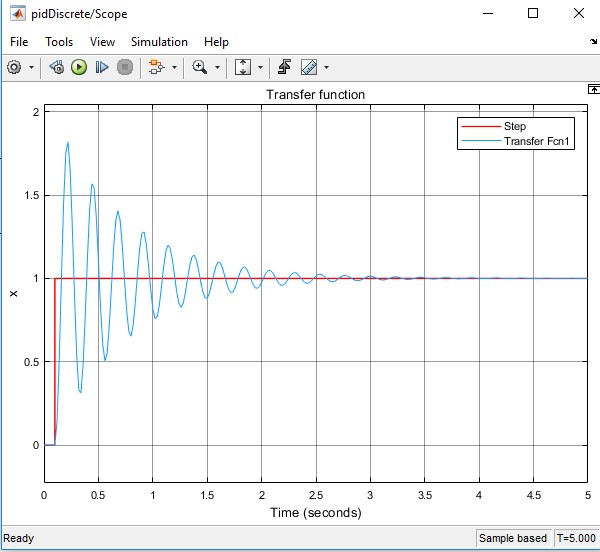 pidDiscrete/Scope
File Tools View Simulation Help
Transfer function
Step
Transfer Fcn1
2
1.5
1
0.5
0
x
0 0.5 1 1.5 2 2.5 3 3.5 4 4.5 5
Time (seconds)
Ready Sample based T=5.000